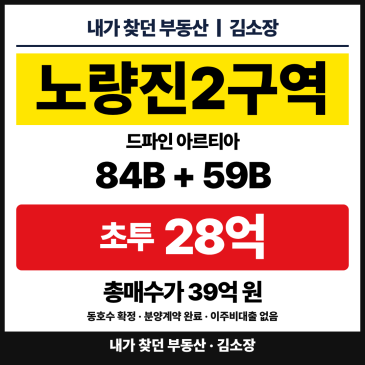 내가 찾던 부동산 | 김소장
노량진2구역
드파인 아르티아
84B + 59B
초투 28억
총매수가 39억 원
동호수 확정 · 분양계약 완료 · 이주비대출 없음
내가 찾던 부동산 · 김소장